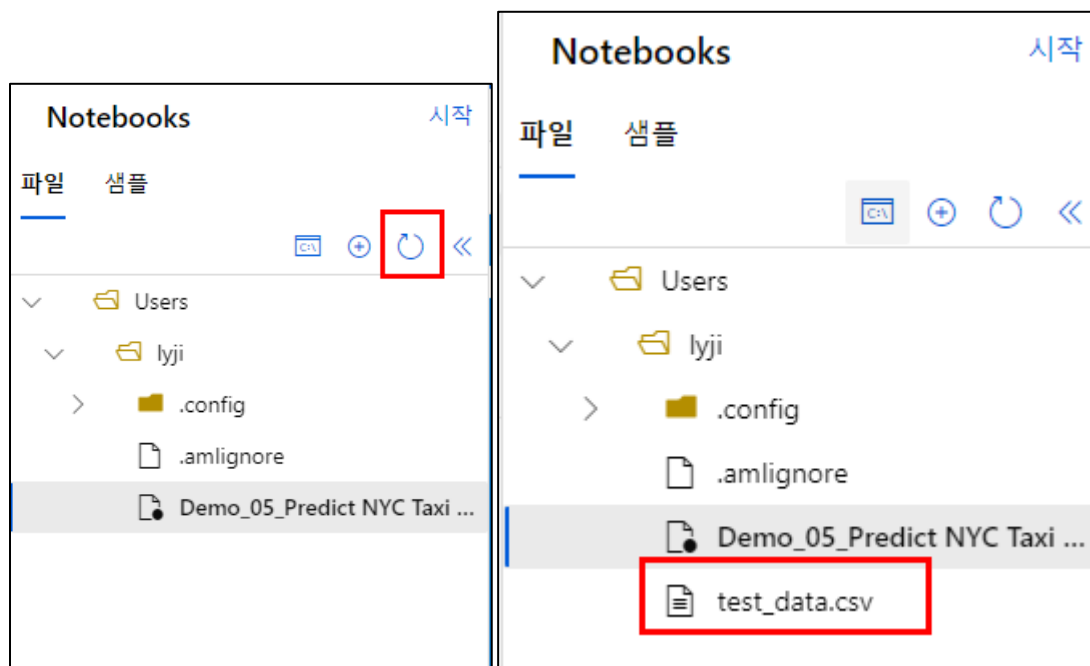 Notebooks 시작
파일 샘플
C:\
Users
lyji
.config
.amlignore
Demo_05_Predict NYC Taxi ...
Notebooks 시작
파일 샘플
C:\
Users
lyji
.config
.amlignore
Demo_05_Predict NYC Taxi ...
test_data.csv